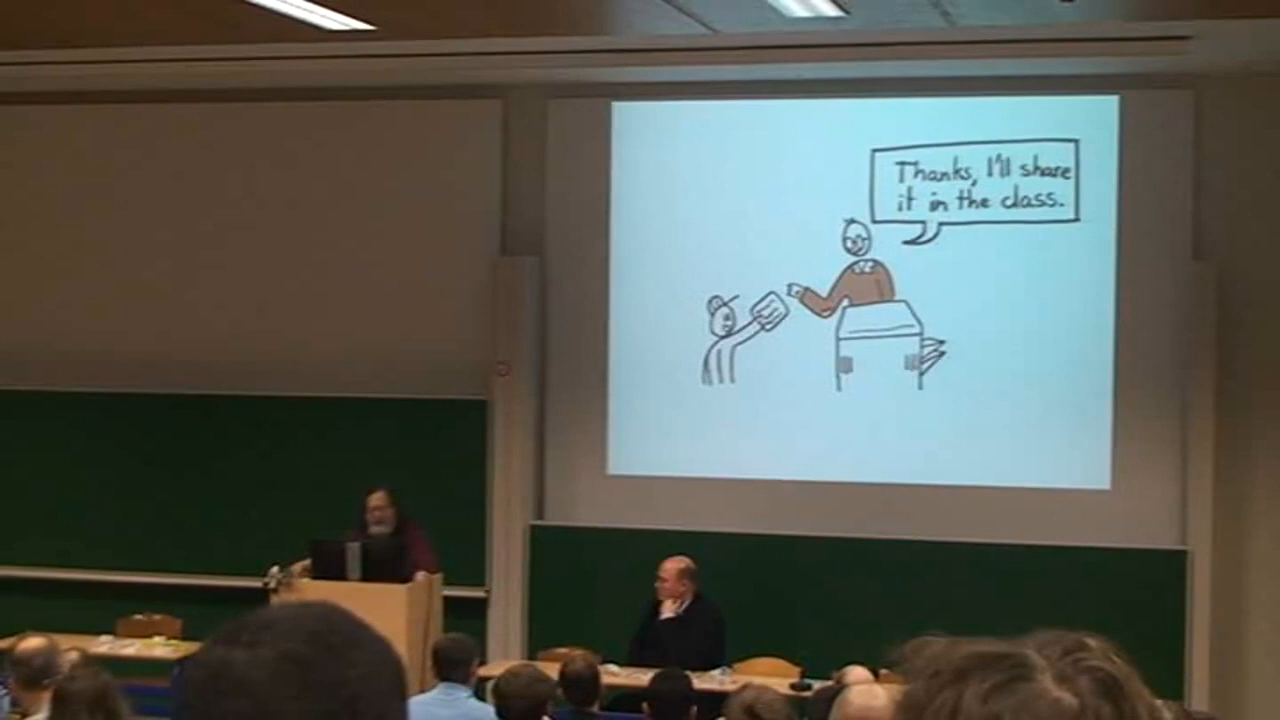 Thanks, I'll share
it in the class.